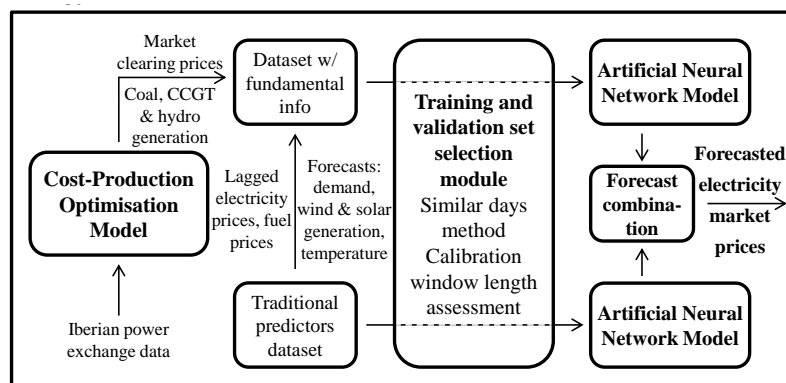 Market
clearing prices
Coal, CCGT
& hydro
generation
Cost-Production
Optimisation
Model
Iberian power
exchange data
Dataset w/
fundamental
info
Lagged
electricity
prices, fuel
prices
Forecasts:
demand,
wind & solar
generation,
temperature
Traditional
predictors
dataset
Training and
validation set
selection
module
Similar days
method
Calibration
window length
assessment
Artificial Neural
Network Model
Forecast
combina-
tion
Artificial Neural
Network Model
Forecasted
electricity
market
prices